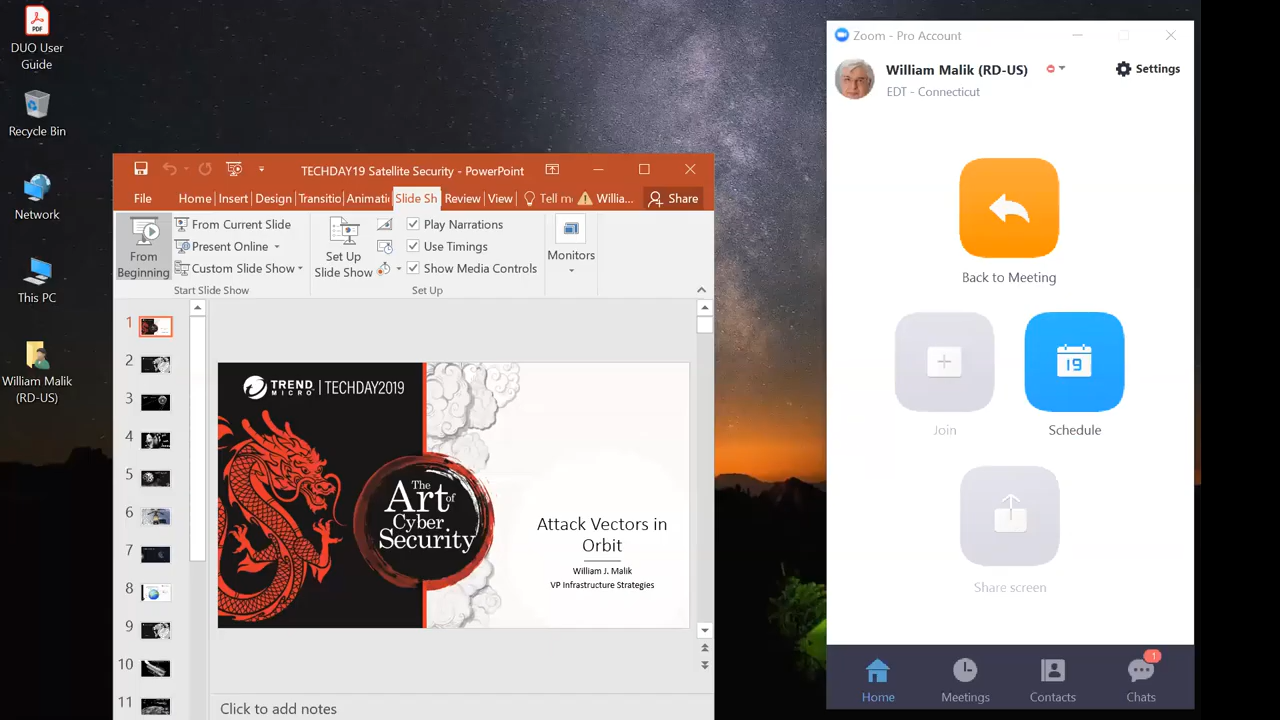 DUO User
Guide
Recycle Bin
Network
This PC
William Malik
(RD-US)
TECHDAY19 Satellite Security - PowerPoint
File
Home
Insert
Design
Transitio
Animati
Slide Sh
Review
View
Tell m
Willia...
Share
From
Beginning
From Current Slide
Present Online
Custom Slide Show
Start Slide Show
Set Up
Slide Show
Play Narrations
Use Timings
Show Media Controls
Set Up
Monitors
1
2
3
4
5
6
7
8
9
10
11
TREND
MICRO
TECHDAY2019
The
Art of
Cyber
Security
Attack Vectors in
Orbit
William J. Malik
VP Infrastructure Strategies
Click to add notes
Zoom - Pro Account
William Malik (RD-US)
EDT - Connecticut
Settings
Back to Meeting
Join
19
Schedule
Share screen
Home
Meetings
Contacts
1
Chats